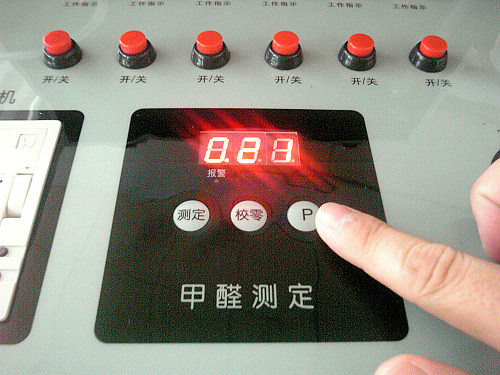 工作指示 工作指示 工作指示 工作指示 工作指示 工作指示
开/关 开/关 开/关 开/关 开/关 开/关
机
报警
测定 校零 P
甲醛测定